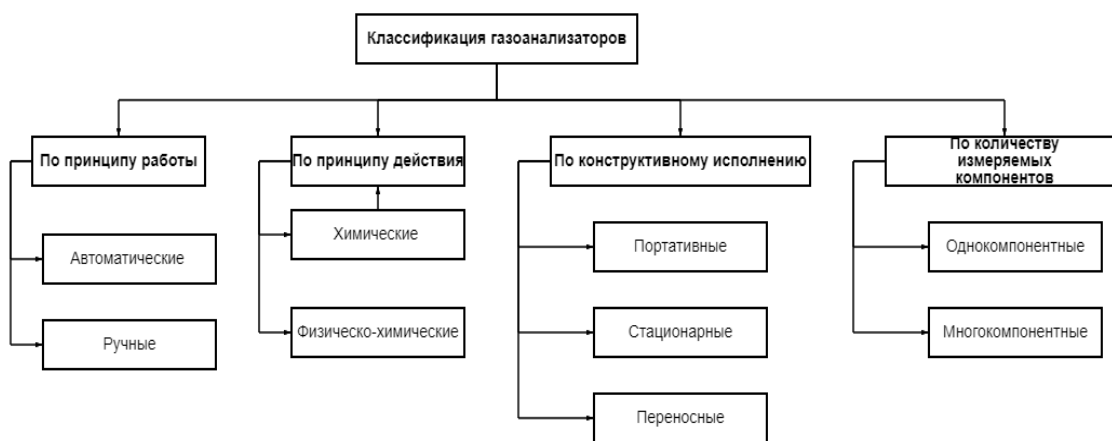 Классификация газоанализаторов
По принципу работы
По принципу действия
По конструктивному исполнению
По количеству
измеряемых
компонентов
Химические
Автоматические
Портативные
Однокомпонентные
Ручные
Физическо-химические
Стационарные
Многокомпонентные
Переносные